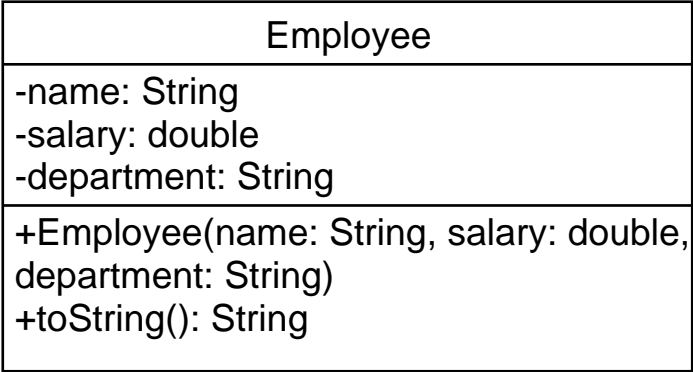 Employee
-name: String
-salary: double
-department: String
+Employee(name: String, salary: double,
department: String)
+toString(): String